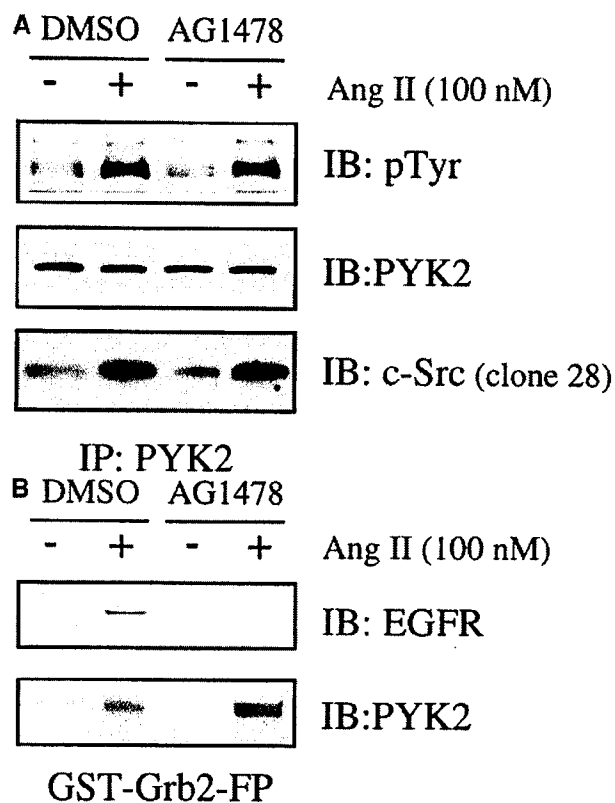 A DMSO AG1478
- + - + Ang II (100 nM)
IB: pTyr
IB:PYK2
IB: c-Src (clone 28)
IP: PYK2
B DMSO AG1478
- + - + Ang II (100 nM)
IB: EGFR
IB:PYK2
GST-Grb2-FP